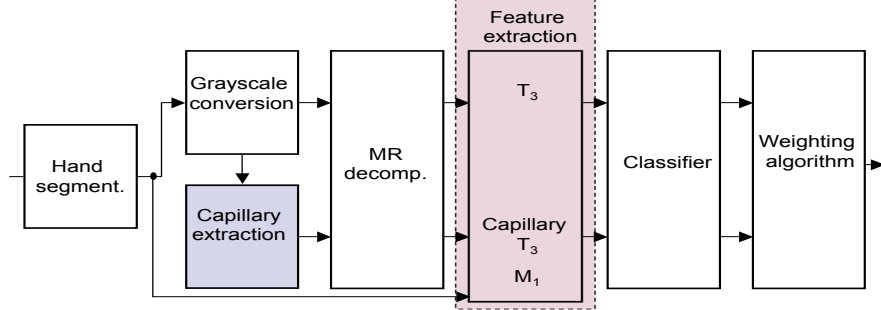 Feature
extraction
Grayscale
conversion
T₃
Hand
segment.
MR
decomp.
Classifier
Weighting
algorithm
Capillary
extraction
Capillary
T₃
M₁